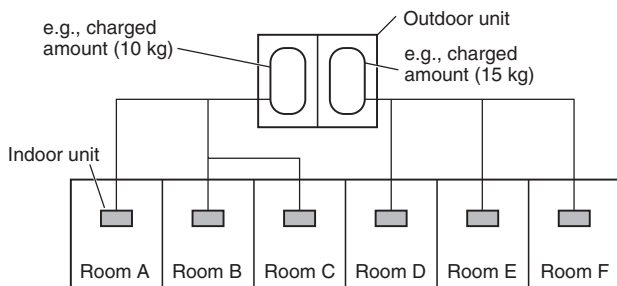 e.g., charged
amount (10 kg)
Outdoor unit
e.g., charged
amount (15 kg)
Indoor unit
Room A
Room B
Room C
Room D
Room E
Room F